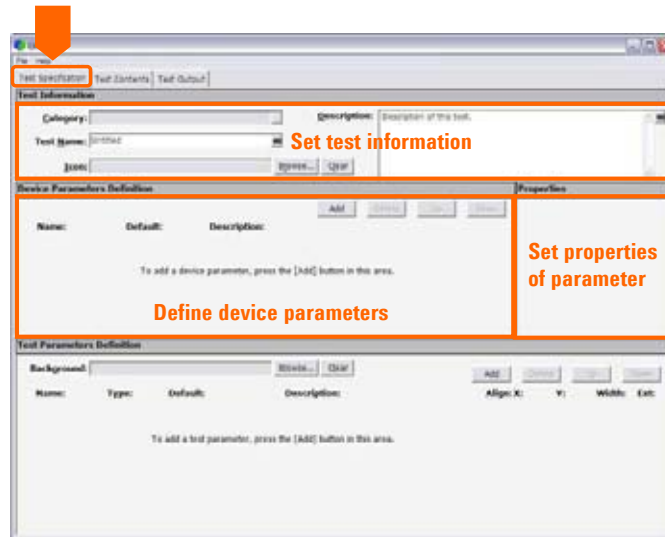 File Help
Test Specification Test Contents Test Output
Test Information
Category: Description: Description of this test.
Test Name: Untitled
Set test information
Icon: Browse... Clear
Device Parameters Definition Properties
Add Delete Up Down
Name: Default: Description:
To add a device parameter, press the [Add] button in this area.
Set properties
of parameter
Define device parameters
Test Parameters Definition
Background: Browse... Clear Add Delete Up Down
Name: Type: Default: Description: Align: X: Y: Width: Ext:
To add a test parameter, press the [Add] button in this area.